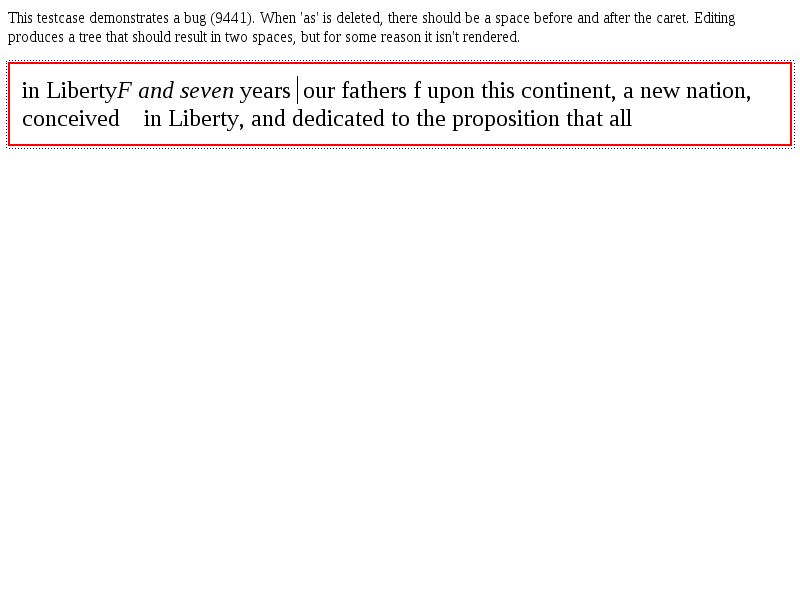 This testcase demonstrates a bug (9441). When 'as' is deleted, there should be a space before and after the caret. Editing
produces a tree that should result in two spaces, but for some reason it isn't rendered.
in LibertyF and seven years our fathers f upon this continent, a new nation,
conceived    in Liberty, and dedicated to the proposition that all